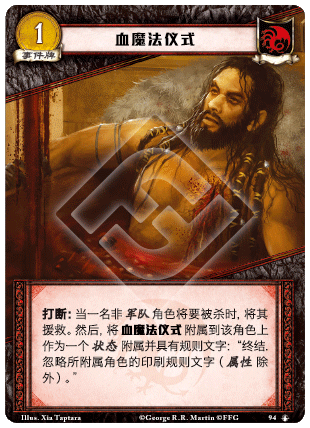 1
血魔法仪式
事件牌
打断：当一名非 军队 角色将要被杀时，将其
援救。然后，将 血魔法仪式 附属到该角色上
作为一个 状态 附属并具有规则文字：“终结.
忽略所附属角色的印刷规则文字（属性 除
外）。”
Illus. Xia Taptara ©George R.R. Martin ©FFG 94